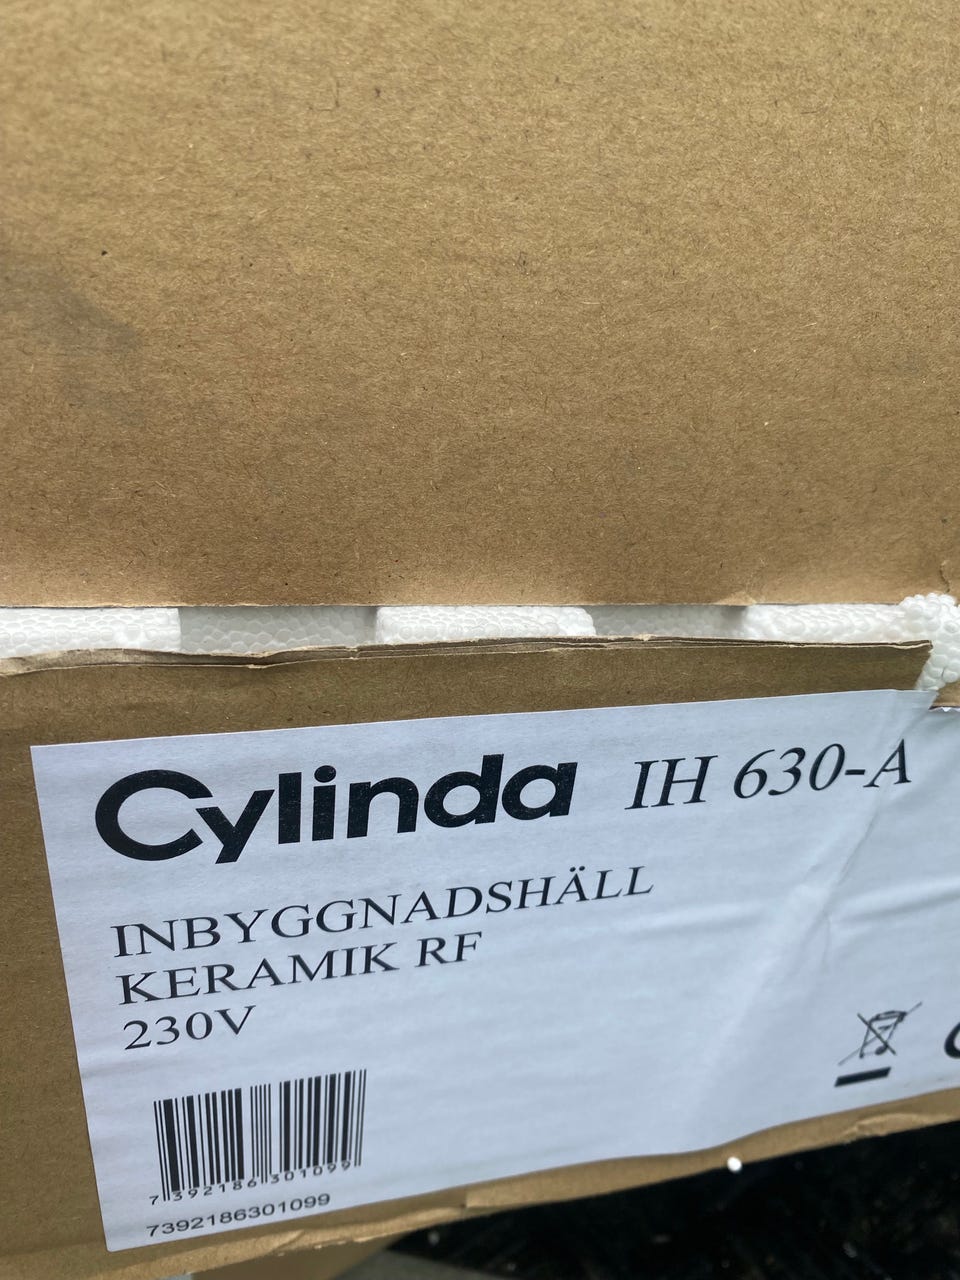 Cylinda IH 630-A
INBYGGNADSHÄLL
KERAMIK RF
230V
7392186301099
7392186301099